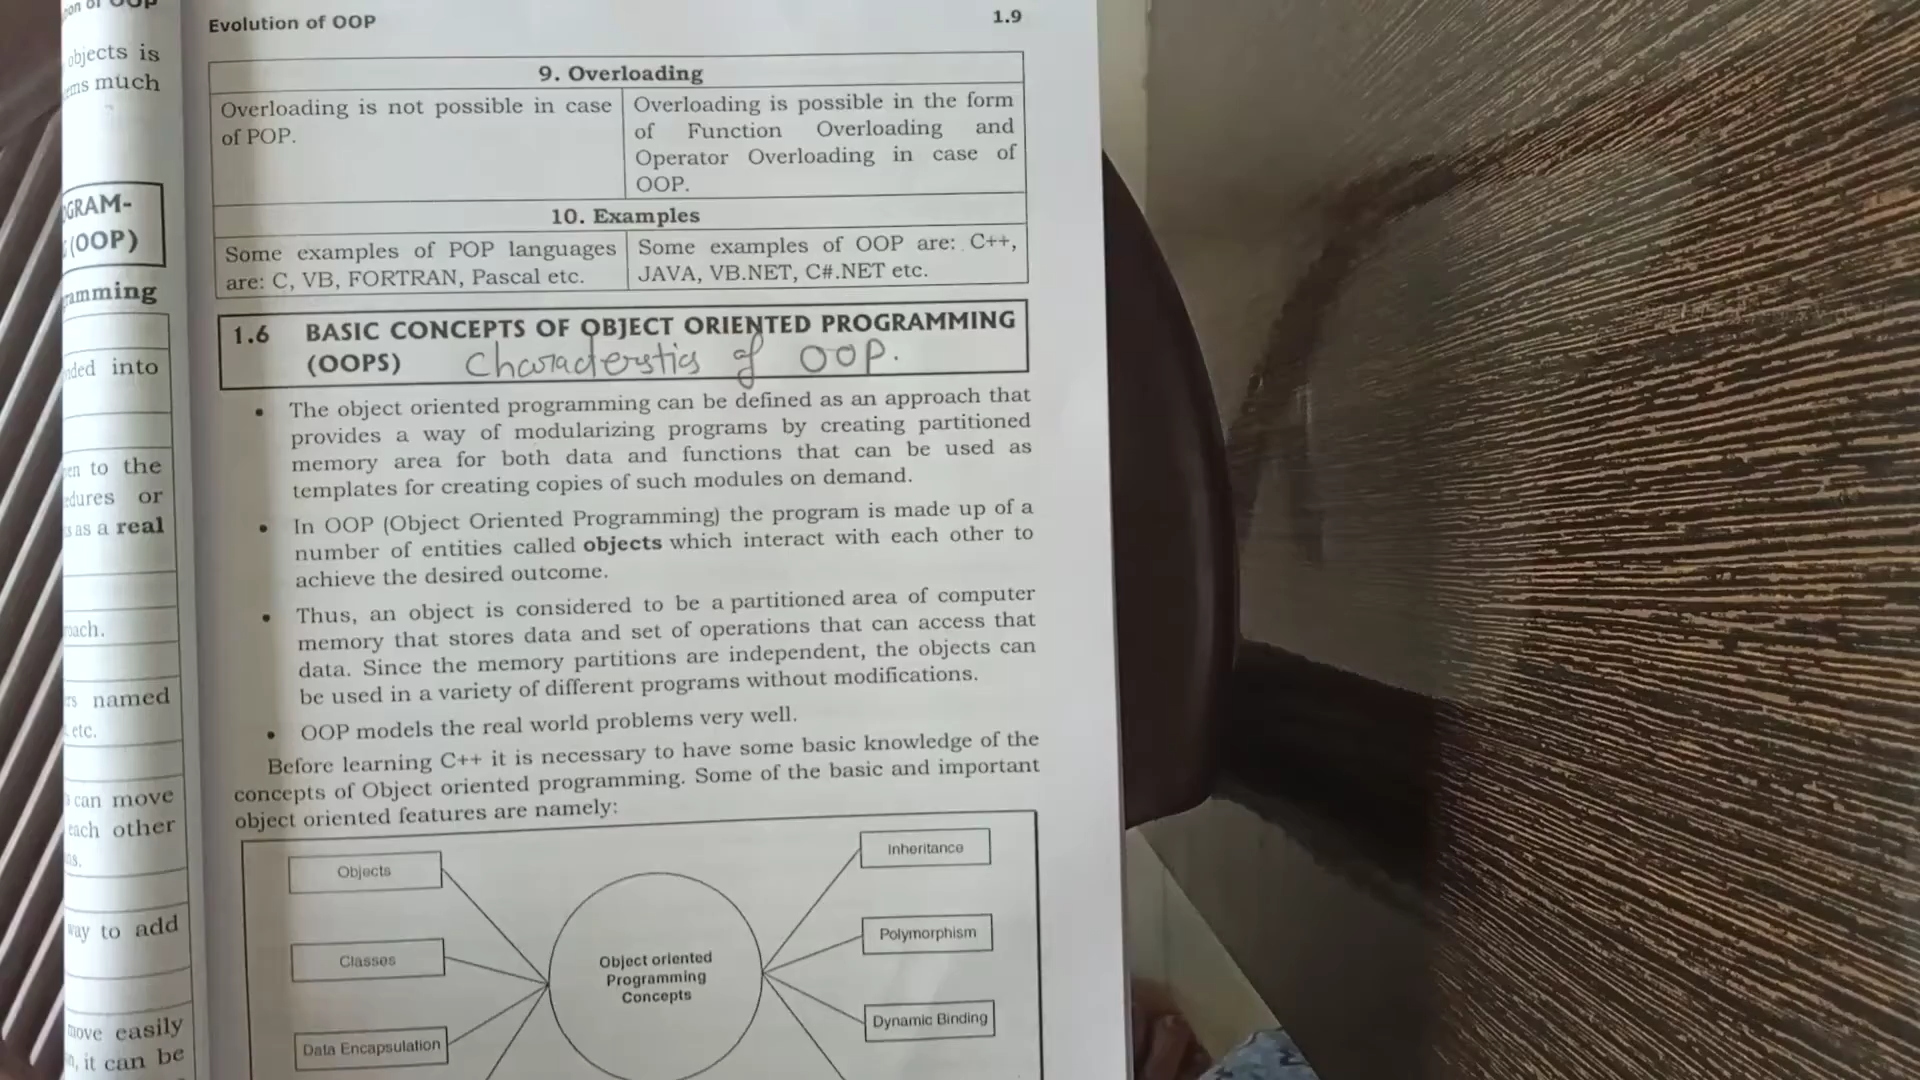 objects is
much
GRAM-
(OOP)
into
to the
or
as a real
named
etc.
can move
each other
to add
move easily
it can be
Evolution of OOP 1.9
9. Overloading
Overloading is not possible in case
of POP.
Overloading is possible in the form
of Function Overloading and
Operator Overloading in case of
OOP.
10. Examples
Some examples of POP languages
are: C, VB, FORTRAN, Pascal etc.
Some examples of OOP are: C++,
JAVA, VB.NET, C#.NET etc.
1.6 BASIC CONCEPTS OF OBJECT ORIENTED PROGRAMMING
(OOPS) Characterstics of OOP.
• The object oriented programming can be defined as an approach that
provides a way of modularizing programs by creating partitioned
memory area for both data and functions that can be used as
templates for creating copies of such modules on demand.
• In OOP (Object Oriented Programming) the program is made up of a
number of entities called objects which interact with each other to
achieve the desired outcome.
• Thus, an object is considered to be a partitioned area of computer
memory that stores data and set of operations that can access that
data. Since the memory partitions are independent, the objects can
be used in a variety of different programs without modifications.
• OOP models the real world problems very well.
Before learning C++ it is necessary to have some basic knowledge of the
concepts of Object oriented programming. Some of the basic and important
object oriented features are namely:
Objects
Classes
Data Encapsulation
Object oriented
Programming
Concepts
Inheritance
Polymorphism
Dynamic Binding